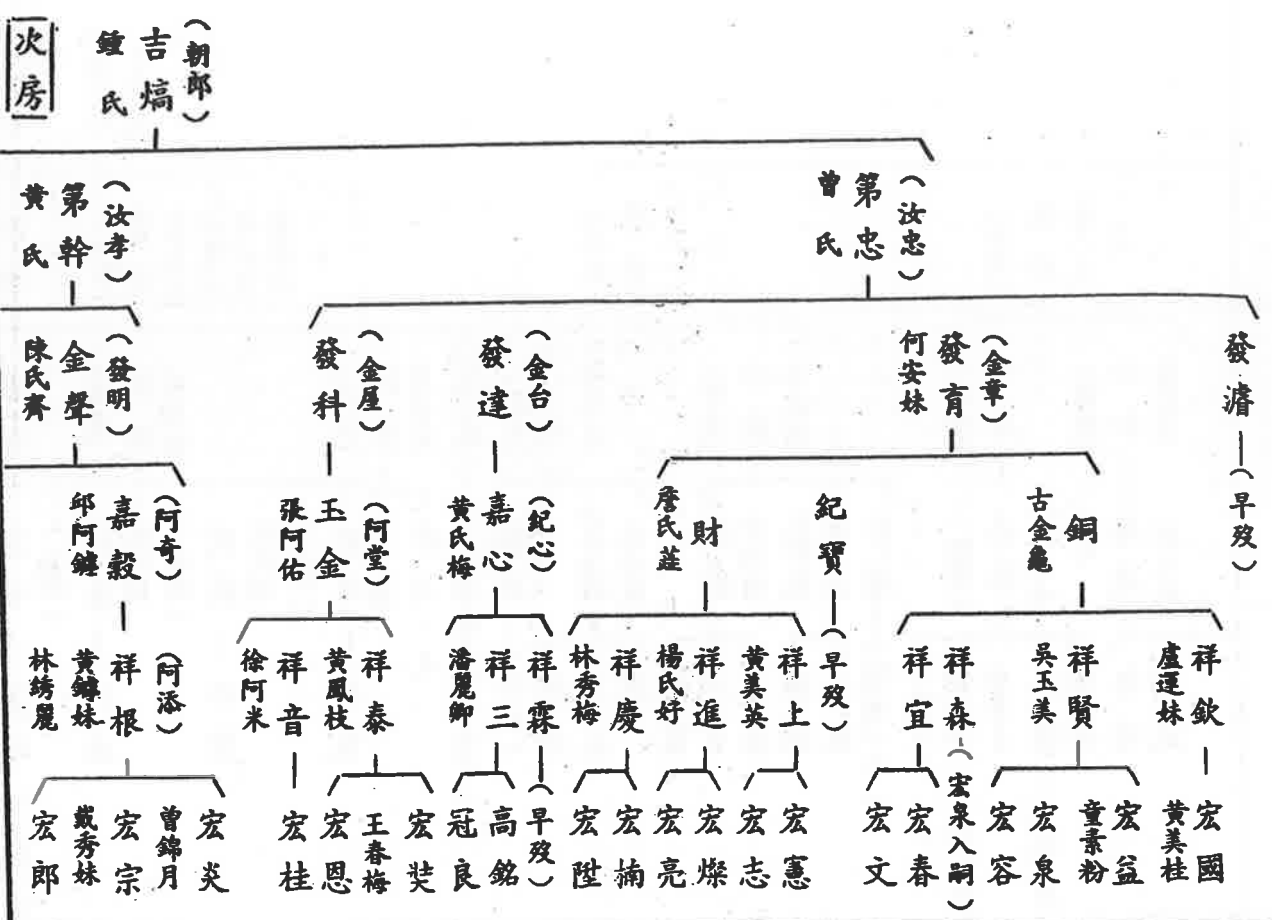 （朝郎）
吉熇
鍾氏
次房
（汝忠）
第忠
曾氏
（汝孝）
第幹
黃氏
發濬
（金章）
發育
何安妹
（金台）
發達
（金屋）
發科
（發明）
金聲
陳氏齊
（早歿）
銅
古金龜
紀寶
財
詹氏莲
（紀心）
嘉心
黃氏梅
（阿堂）
玉金
張阿佑
（阿奇）
嘉穀
邱阿𫔍
祥欽
盧運妹
祥賢
吳玉美
祥森
祥宜
（早歿）
祥上
黃美英
祥進
楊氏好
祥慶
林秀梅
祥霖
祥三
潘麗卿
祥泰
黃鳳枝
祥音
徐阿米
（阿添）
祥根
林綉麗
宏國
黃美桂
宏益
童素粉
宏泉
宏容
（宏泉入嗣）
宏春
宏文
宏憲
宏志
宏燦
宏亮
宏楠
宏陞
（早歿）
高銘
冠良
宏奘
王春梅
宏恩
宏桂
宏炎
曾錦月
宏宗
戴秀妹
宏郎